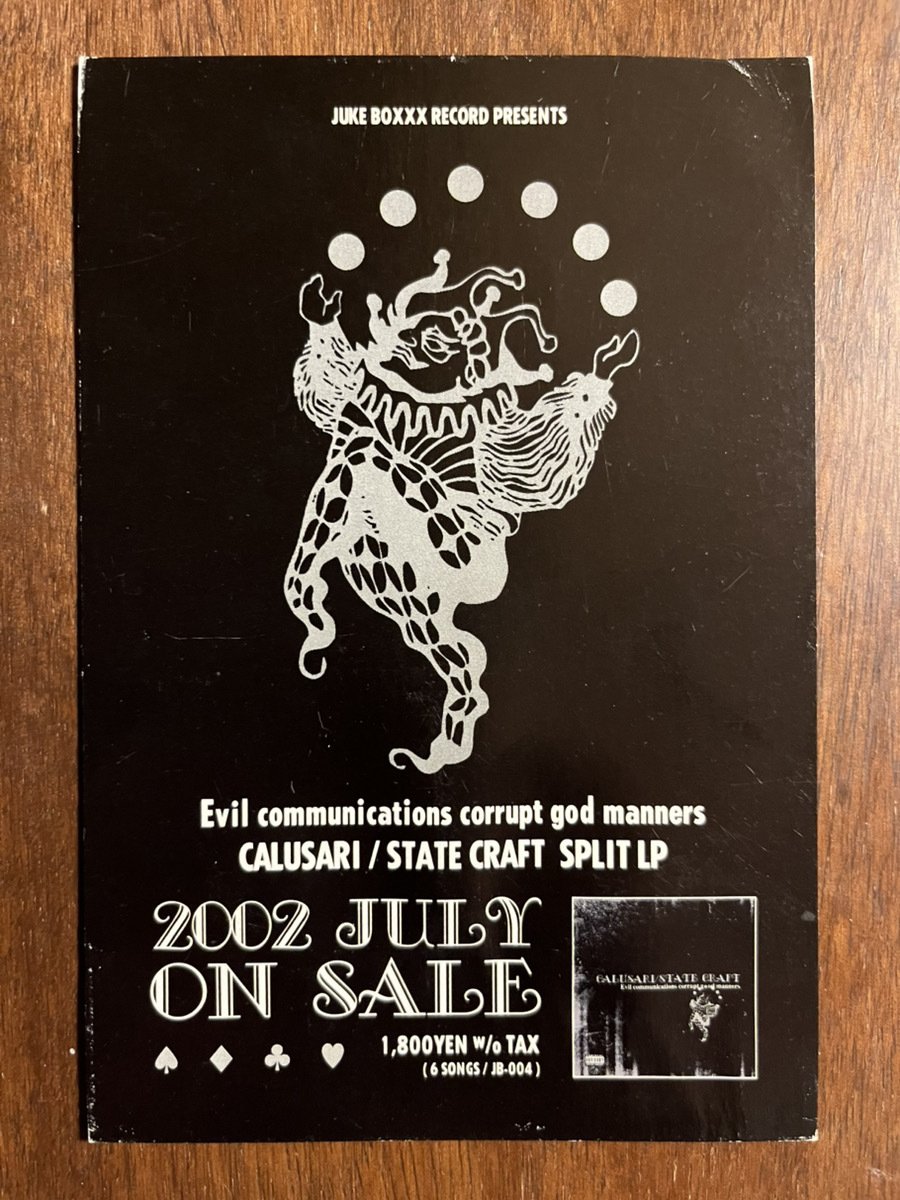 JUKE BOXXX RECORD PRESENTS
Evil communications corrupt god manners
CALUSARI / STATE CRAFT SPLIT LP
2002 JULY
ON SALE
1,800YEN w/o TAX
( 6 SONGS / JB-004 )
CALUSARI/STATE CRAFT
Evil communications corrupt good manners